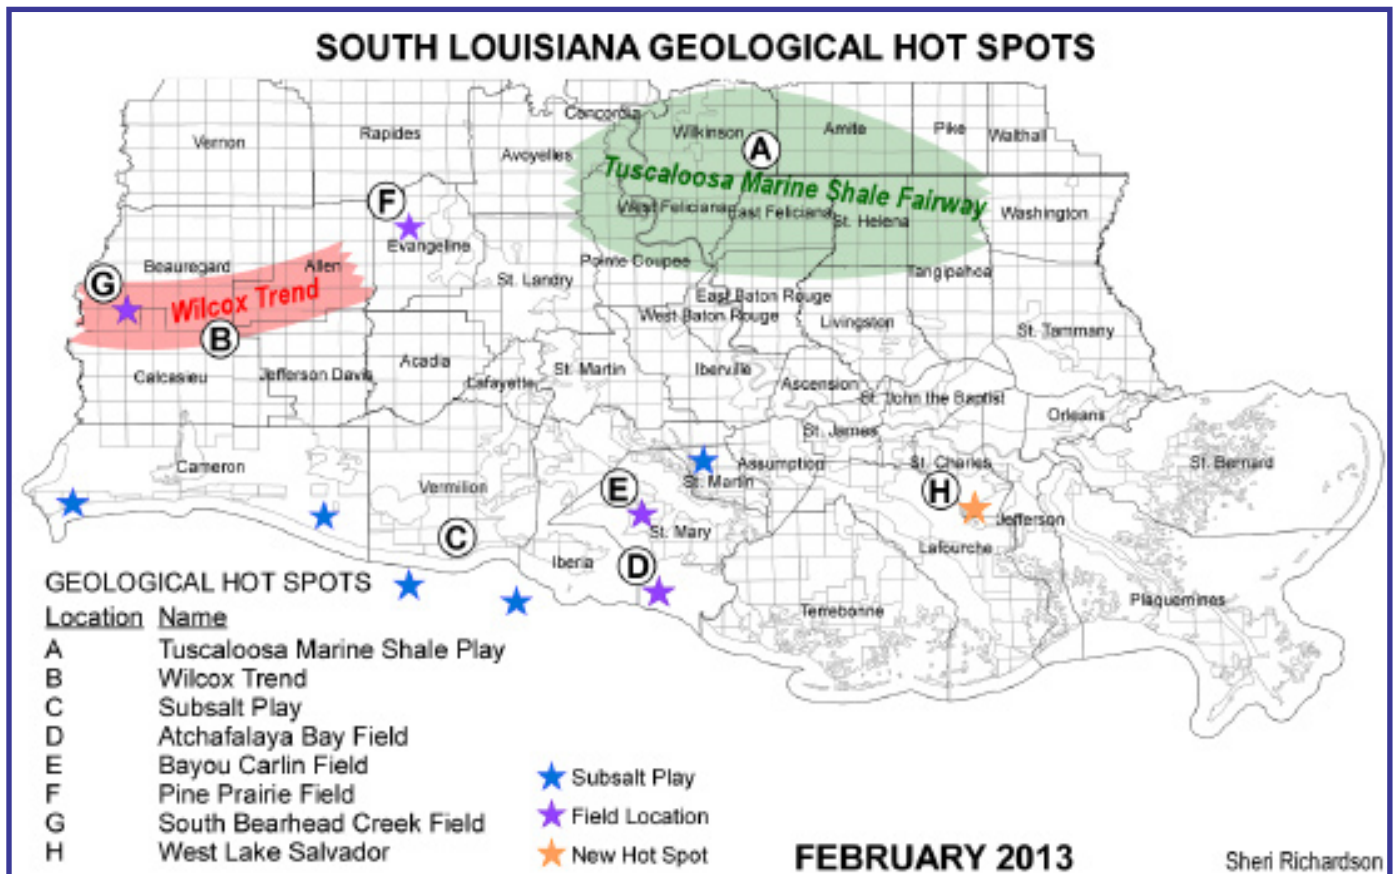 SOUTH LOUISIANA GEOLOGICAL HOT SPOTS
Concordia
Vernon
Rapides
Wilkinson
Amite
Pike
Walthall
Avoyelles
A
Tuscaloosa Marine Shale Fairway
F
West Feliciana
East Feliciana
St. Helena
Washington
Evangeline
Beauregard
Allen
St. Landry
Pointe Coupee
Tangipahoa
G
Wilcox Trend
East Baton Rouge
West Baton Rouge
Livingston
St. Tammany
B
Calcasieu
Jefferson Davis
Acadia
Lafayette
St. Martin
Iberville
Ascension
St. John the Baptist
Orleans
St. James
Cameron
Vermilion
Assumption
St. Charles
St. Bernard
E
St. Martin
H
Jefferson
C
St. Mary
Lafourche
Iberia
D
Terrebonne
Plaquemines
GEOLOGICAL HOT SPOTS
Location Name
A Tuscaloosa Marine Shale Play
B Wilcox Trend
C Subsalt Play
D Atchafalaya Bay Field
E Bayou Carlin Field
F Pine Prairie Field
G South Bearhead Creek Field
H West Lake Salvador
Subsalt Play
Field Location
New Hot Spot
FEBRUARY 2013
Sheri Richardson